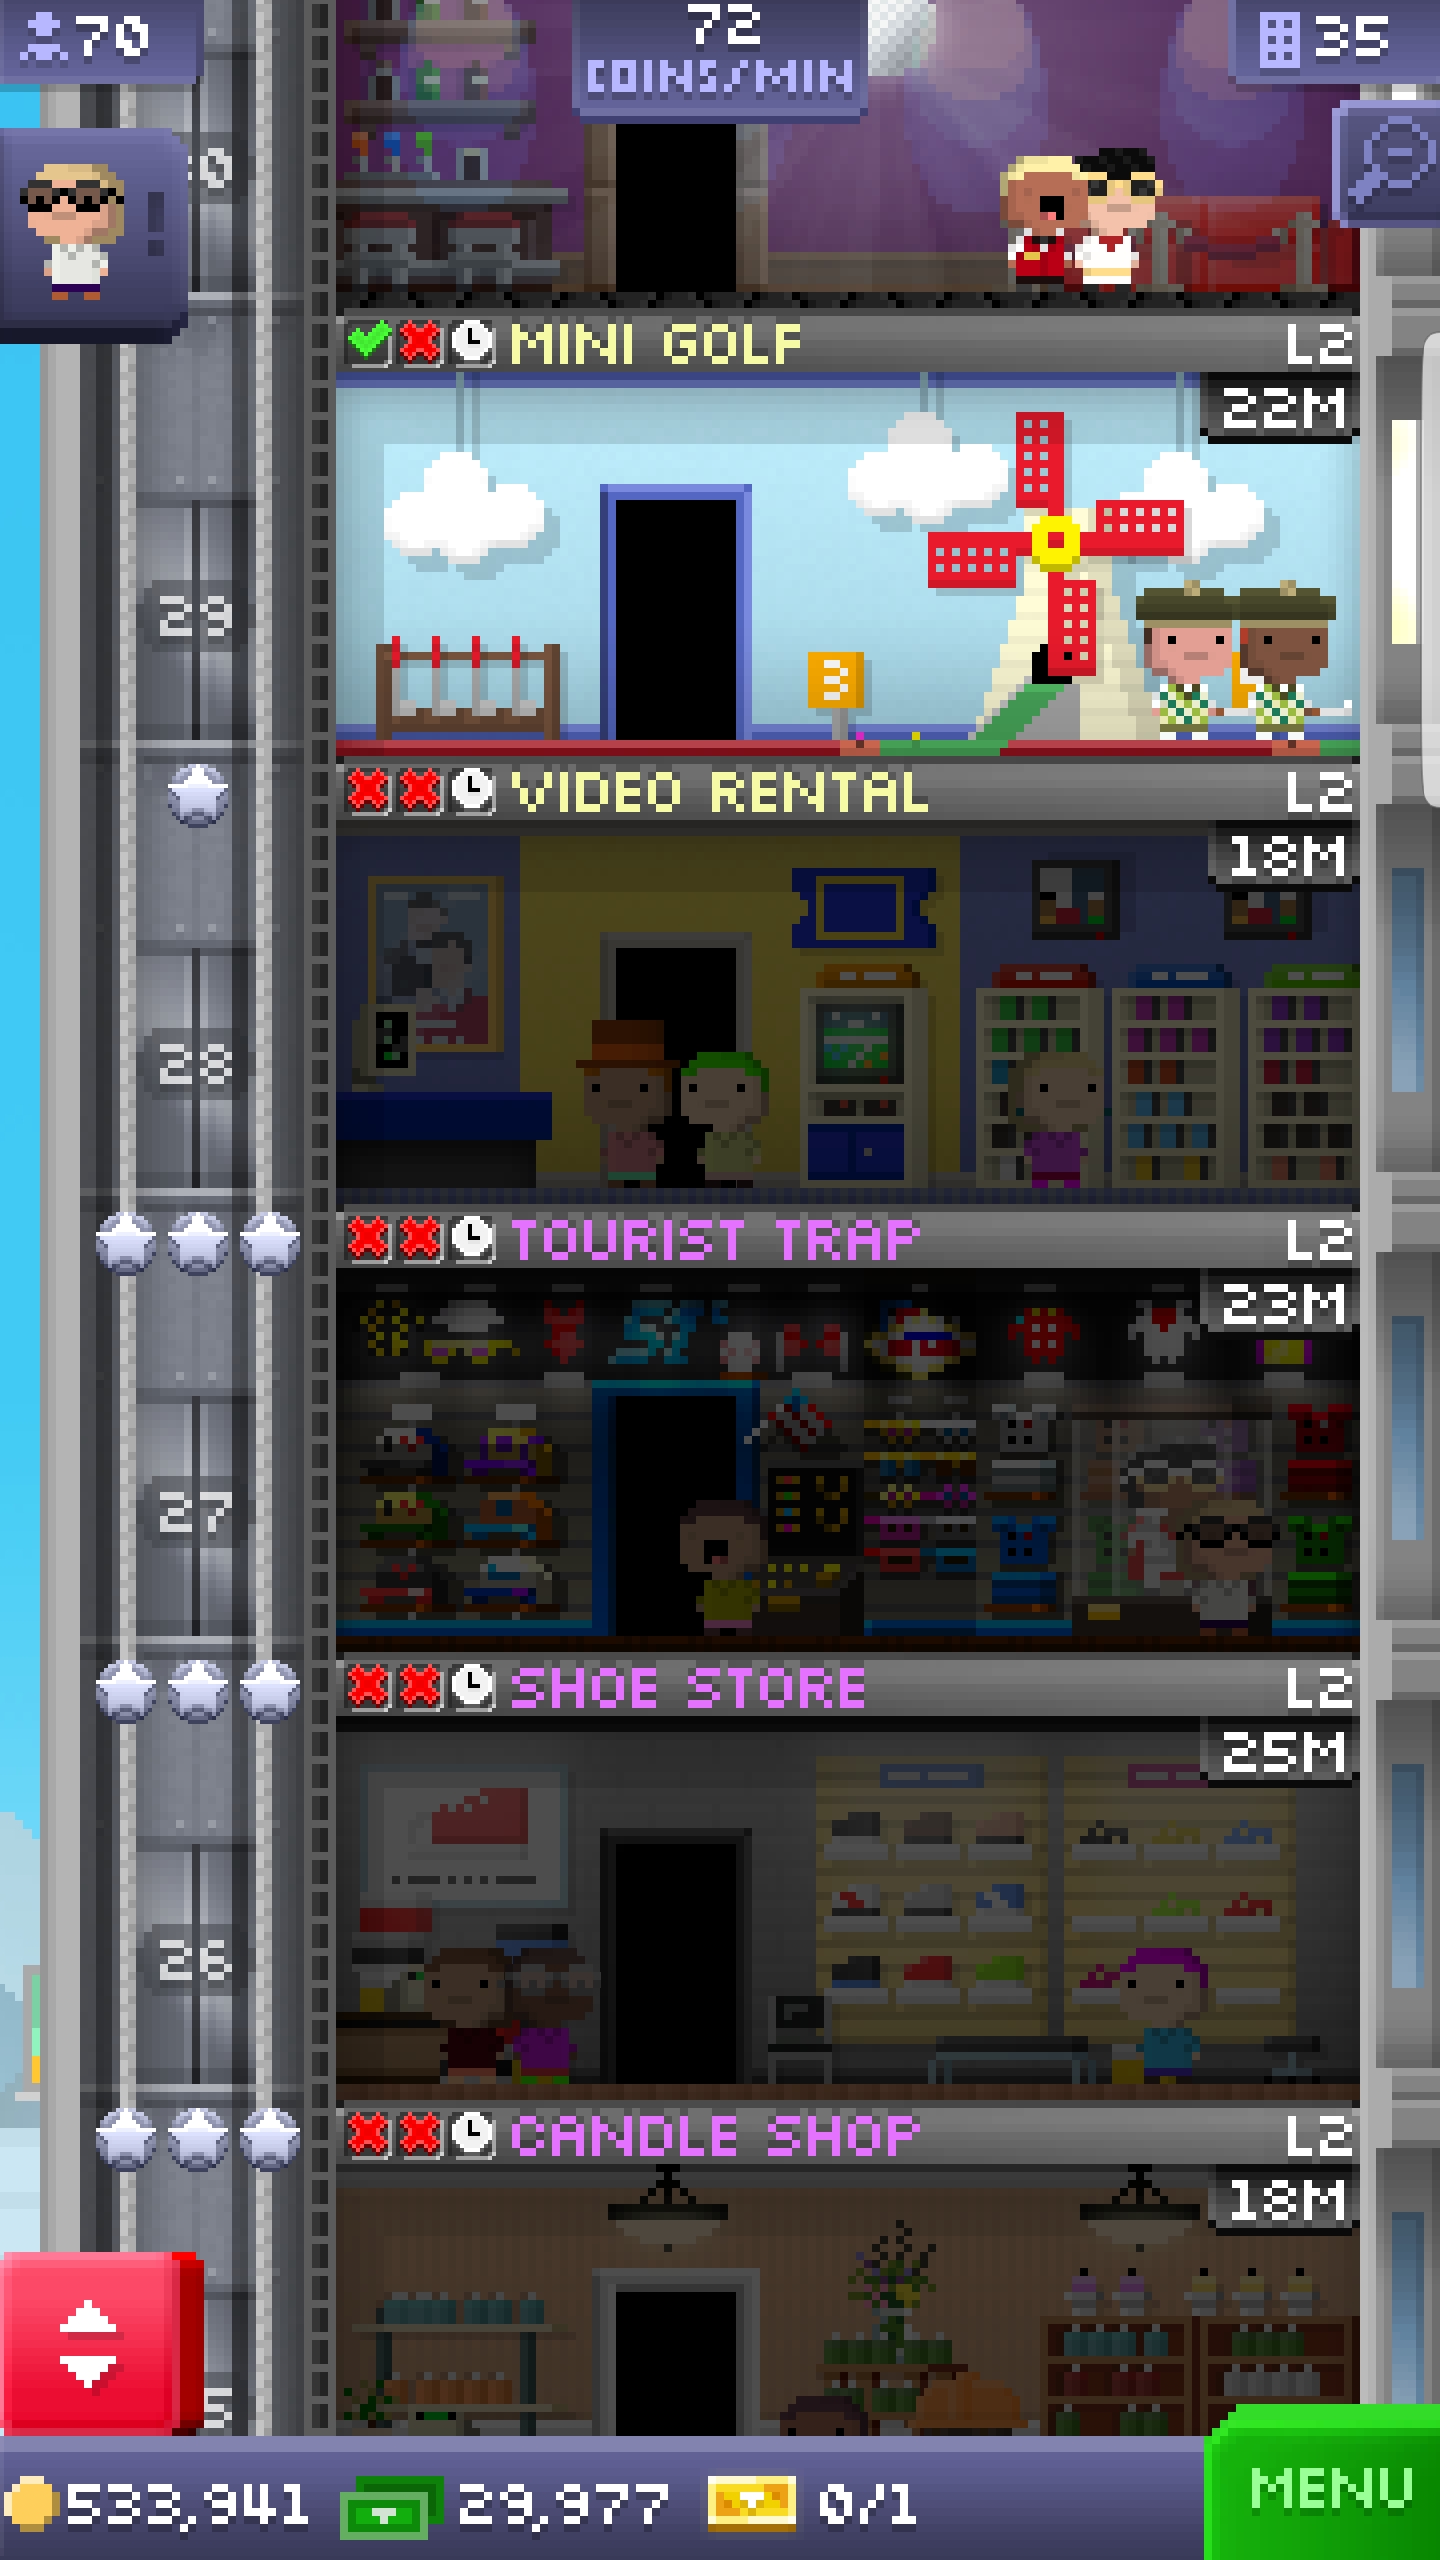 70
72
COINS/MIN
35
MINI GOLF L2
22M
29
3
VIDEO RENTAL L2
18M
28
TOURIST TRAP L2
23M
27
SHOE STORE L2
25M
26
CANDLE SHOP L2
18M
533,941 29,977 0/1
MENU